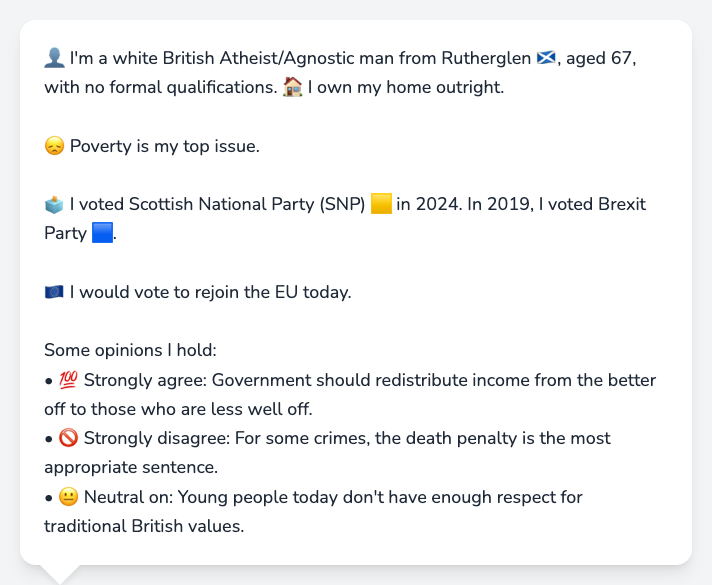 👤 I'm a white British Atheist/Agnostic man from Rutherglen 🏴󠁧󠁢󠁳󠁣󠁴󠁿, aged 67,
with no formal qualifications. 🏠 I own my home outright.
😞 Poverty is my top issue.
🗳️ I voted Scottish National Party (SNP) 🟨 in 2024. In 2019, I voted Brexit
Party 🟦.
🇪🇺 I would vote to rejoin the EU today.
Some opinions I hold:
• 💯 Strongly agree: Government should redistribute income from the better
off to those who are less well off.
• 🚫 Strongly disagree: For some crimes, the death penalty is the most
appropriate sentence.
• 😐 Neutral on: Young people today don't have enough respect for
traditional British values.